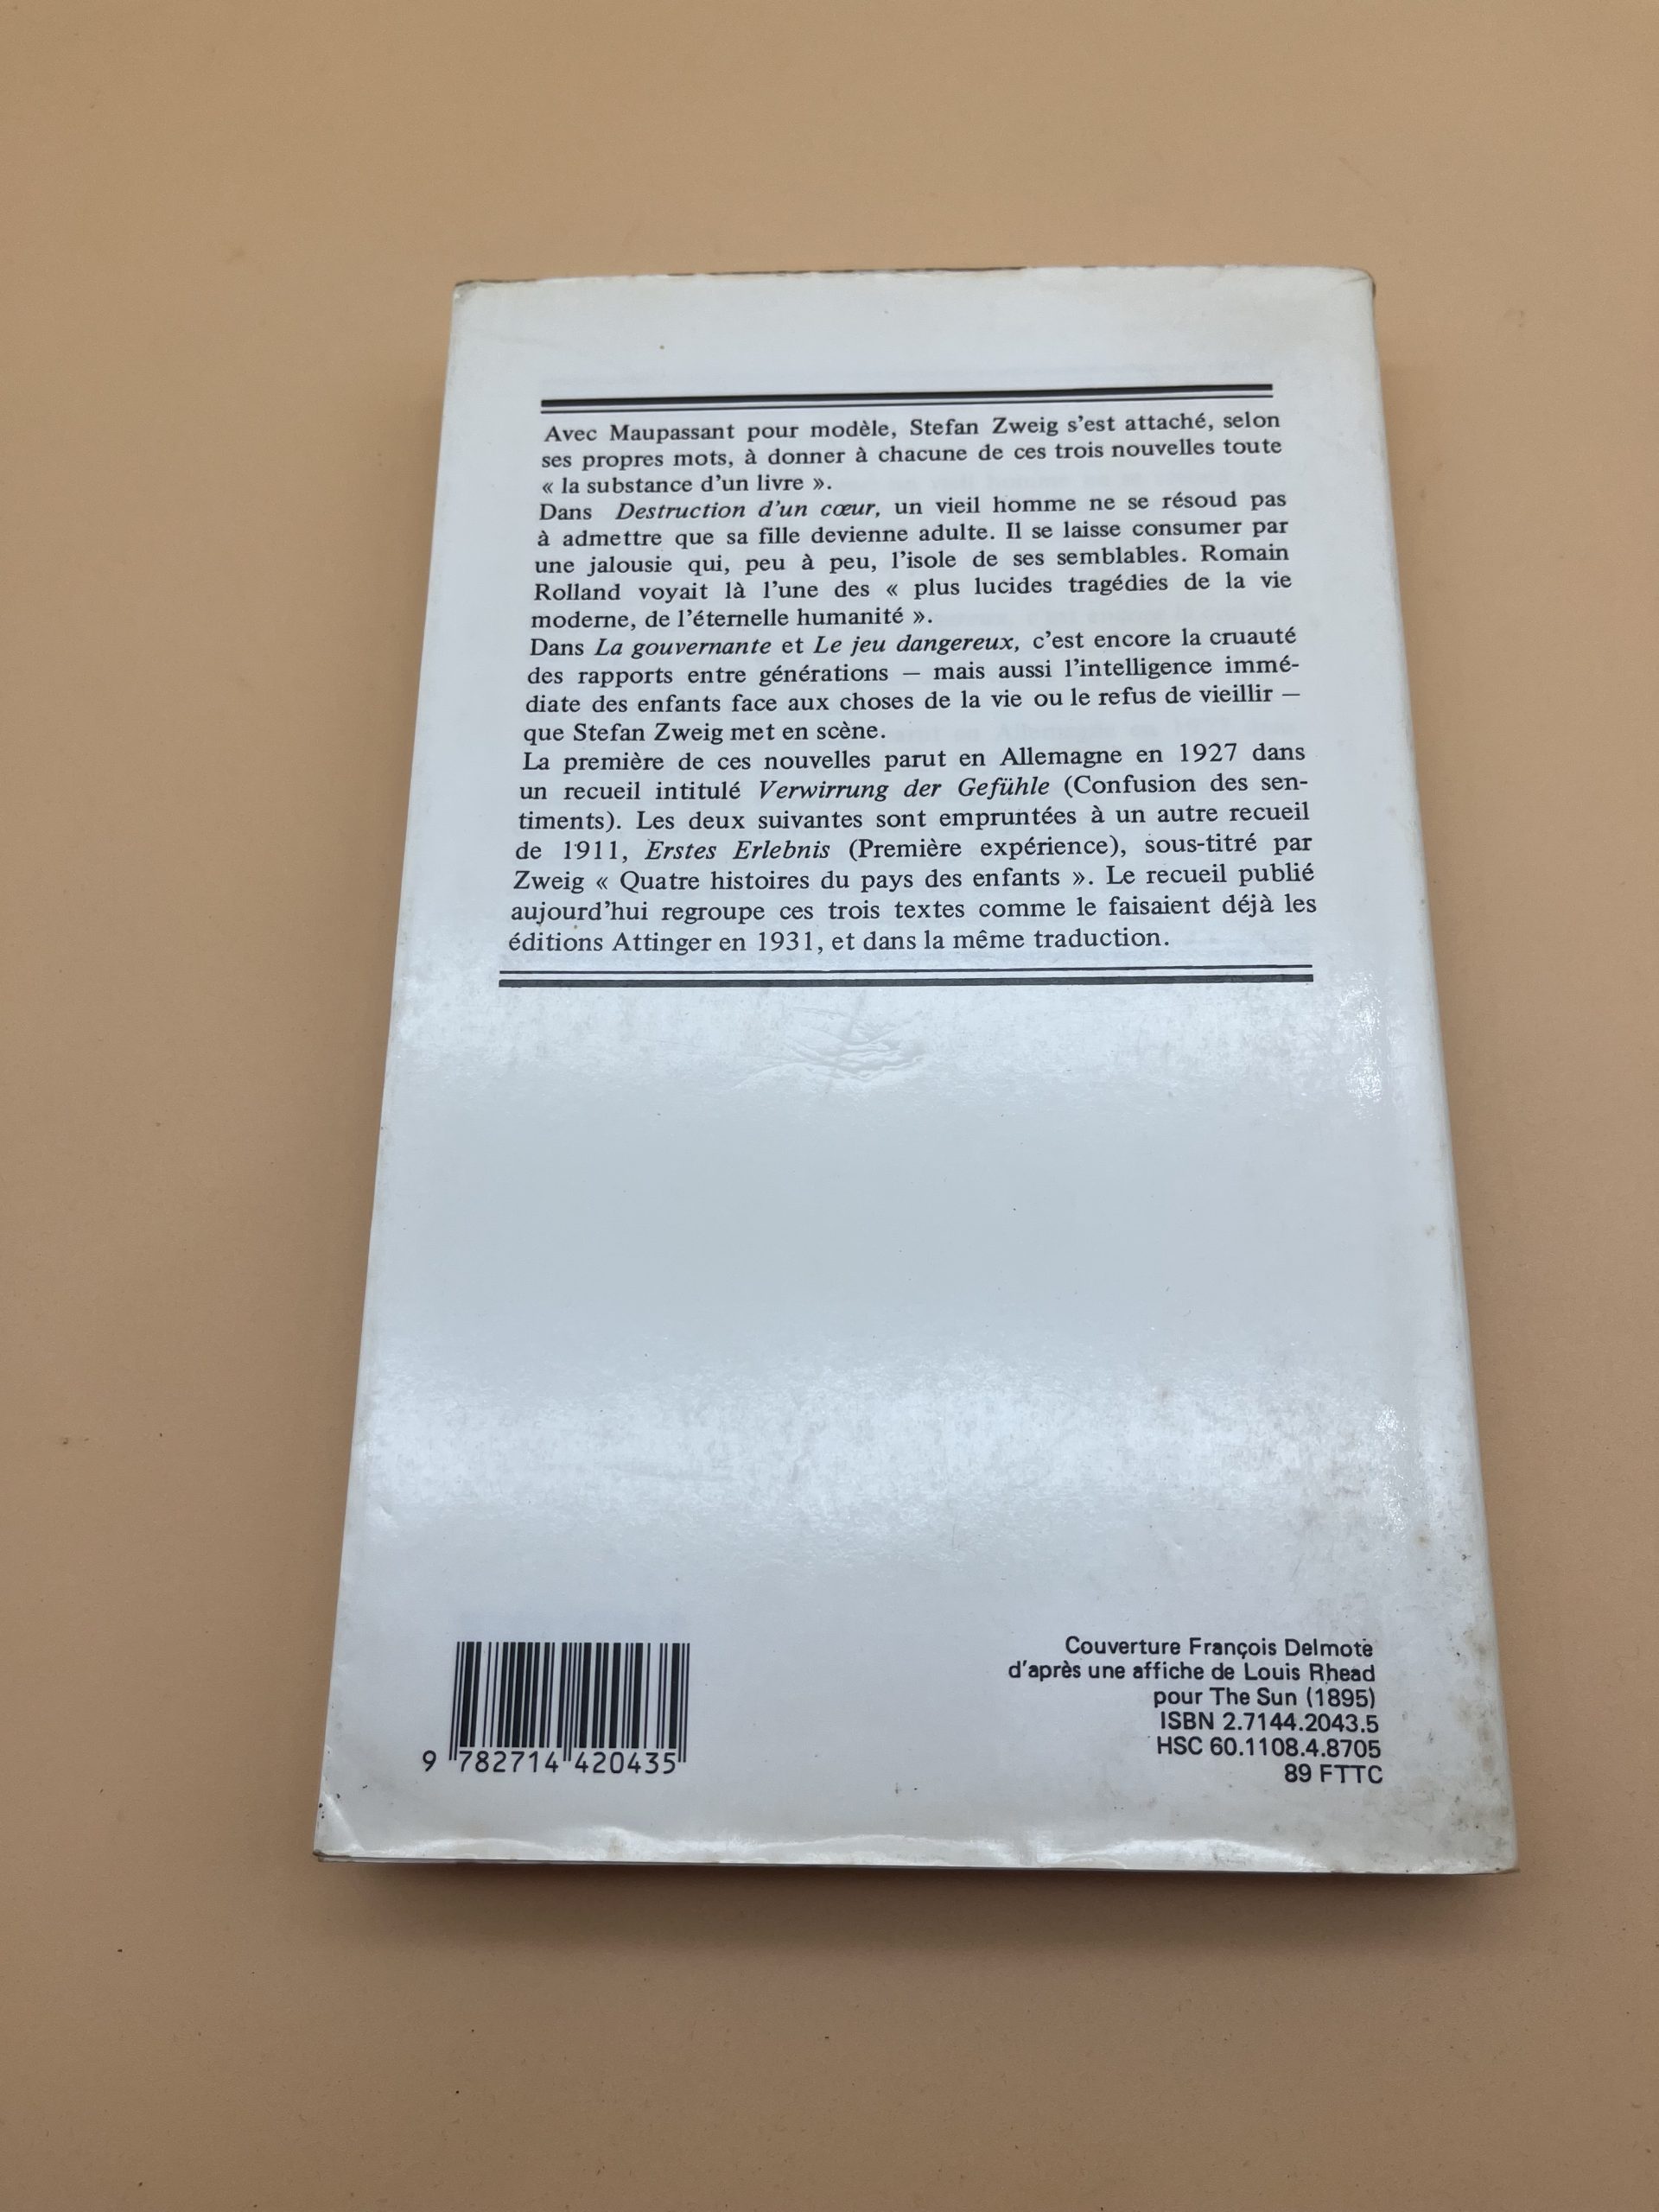 Avec Maupassant pour modèle, Stefan Zweig s'est attaché, selon
ses propres mots, à donner à chacune de ces trois nouvelles toute
« la substance d'un livre ».
Dans Destruction d'un cœur, un vieil homme ne se résoud pas
à admettre que sa fille devienne adulte. Il se laisse consumer par
une jalousie qui, peu à peu, l'isole de ses semblables. Romain
Rolland voyait là l'une des « plus lucides tragédies de la vie
moderne, de l'éternelle humanité ».
Dans La gouvernante et Le jeu dangereux, c'est encore la cruauté
des rapports entre générations — mais aussi l'intelligence immé-
diate des enfants face aux choses de la vie ou le refus de vieillir —
que Stefan Zweig met en scène.
La première de ces nouvelles parut en Allemagne en 1927 dans
un recueil intitulé Verwirrung der Gefühle (Confusion des sen-
timents). Les deux suivantes sont empruntées à un autre recueil
de 1911, Erstes Erlebnis (Première expérience), sous-titré par
Zweig « Quatre histoires du pays des enfants ». Le recueil publié
aujourd'hui regroupe ces trois textes comme le faisaient déjà les
éditions Attinger en 1931, et dans la même traduction.
Couverture François Delmote
d'après une affiche de Louis Rhead
pour The Sun (1895)
ISBN 2.7144.2043.5
HSC 60.1108.4.8705
89 FTTC
9 782714 420435